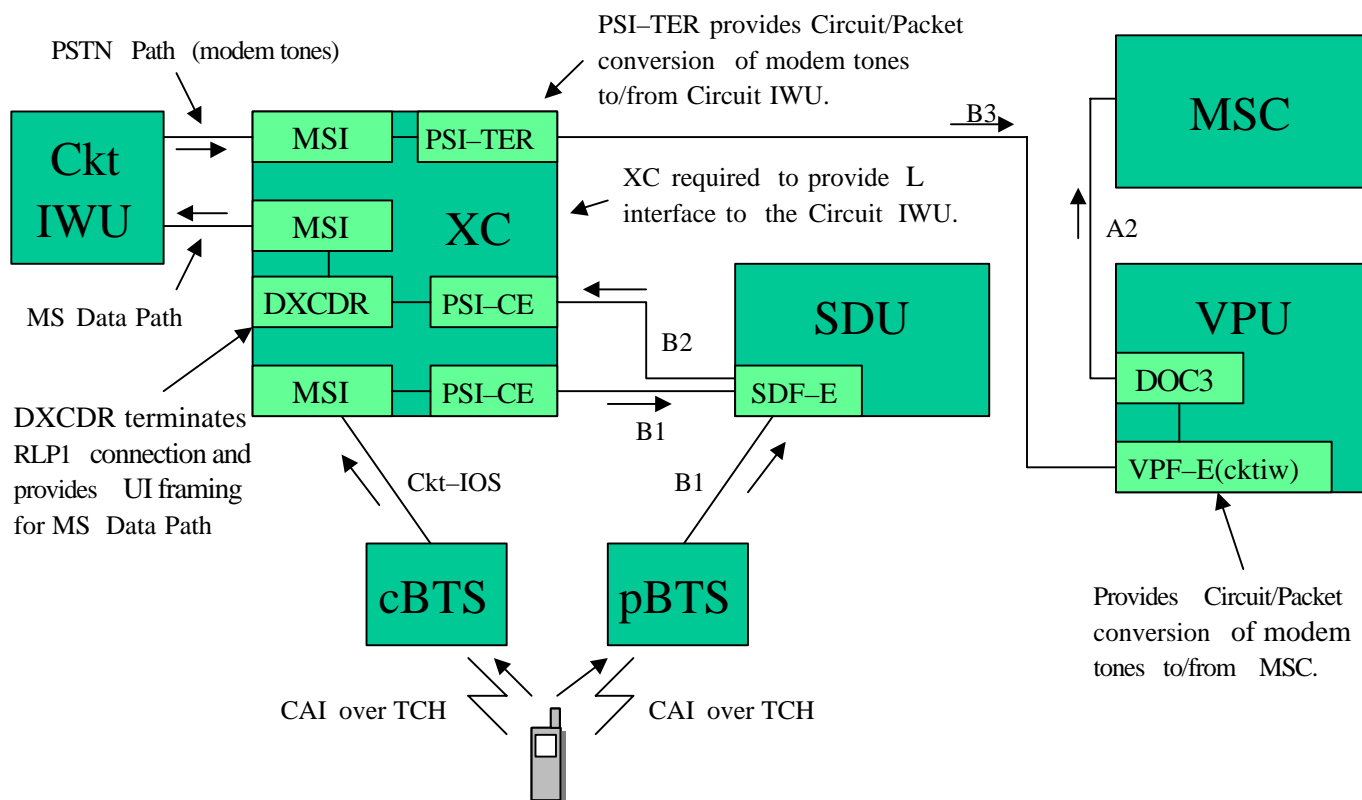 PSTN Path (modem tones)
PSI–TER provides Circuit/Packet
conversion of modem tones
to/from Circuit IWU.
Ckt
IWU
MSI
PSI–TER
B3
MSC
XC required to provide L
interface to the Circuit IWU.
MSI
XC
A2
MS Data Path
DXCDR
PSI–CE
B2
SDU
VPU
MSI
PSI–CE
SDF–E
DOC3
B1
DXCDR terminates
RLP1 connection and
provides UI framing
for MS Data Path
Ckt–IOS
B1
VPF–E(cktiw)
cBTS
pBTS
Provides Circuit/Packet
conversion of modem
tones to/from MSC.
CAI over TCH
CAI over TCH